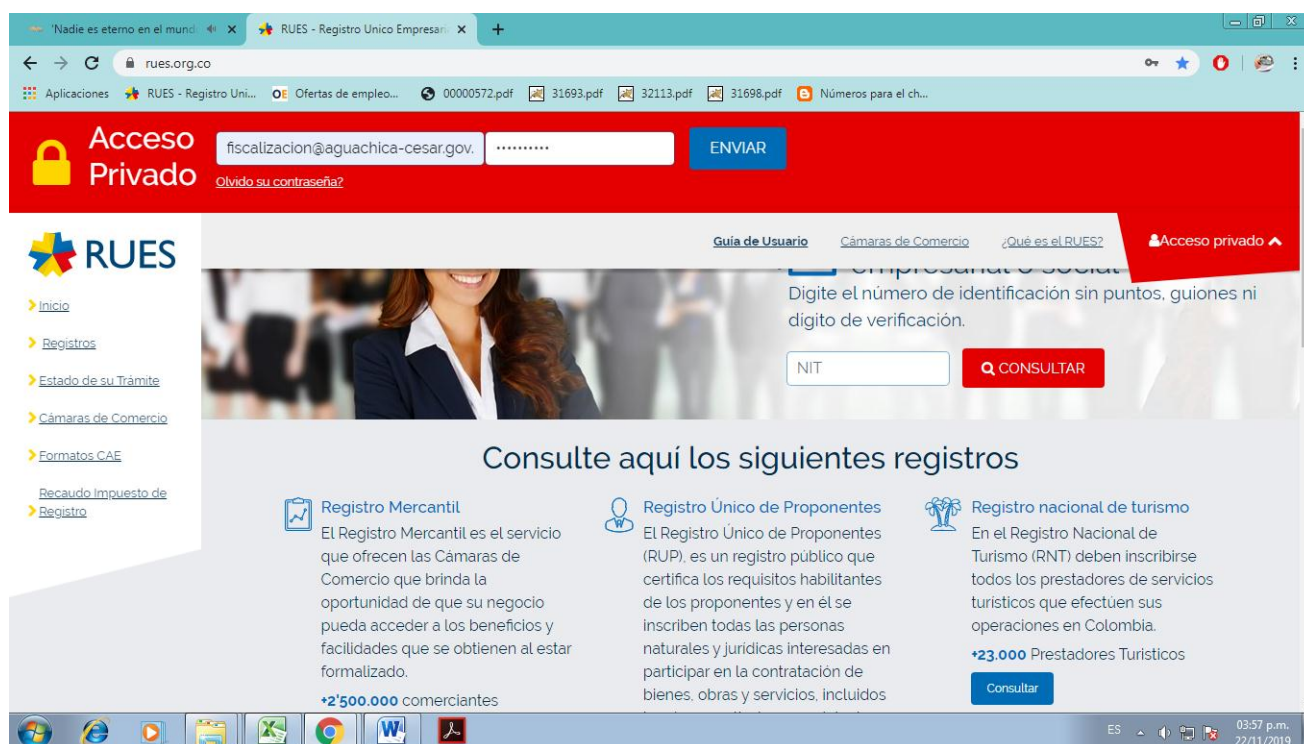 'Nadie es eterno en el mund
RUES - Registro Unico Empresari
rues.org.co
Aplicaciones
RUES - Registro Uni...
OE Ofertas de empleo...
00000572.pdf
31693.pdf
32113.pdf
31698.pdf
Números para el ch...
Acceso
Privado
fiscalizacion@aguachica-cesar.gov.
ENVIAR
Olvido su contraseña?
RUES
Guía de Usuario
Cámaras de Comercio
¿Qué es el RUES?
Acceso privado
Inicio
Registros
Estado de su Trámite
Cámaras de Comercio
Formatos CAE
Recaudo Impuesto de
Registro
empresarial o social
Digite el número de identificación sin puntos, guiones ni
dígito de verificación.
NIT
CONSULTAR
Consulte aquí los siguientes registros
Registro Mercantil
El Registro Mercantil es el servicio
que ofrecen las Cámaras de
Comercio que brinda la
oportunidad de que su negocio
pueda acceder a los beneficios y
facilidades que se obtienen al estar
formalizado.
+2'500.000 comerciantes
Registro Único de Proponentes
El Registro Único de Proponentes
(RUP), es un registro público que
certifica los requisitos habilitantes
de los proponentes y en él se
inscriben todas las personas
naturales y jurídicas interesadas en
participar en la contratación de
bienes, obras y servicios, incluidos
Registro nacional de turismo
En el Registro Nacional de
Turismo (RNT) deben inscribirse
todos los prestadores de servicios
turísticos que efectúen sus
operaciones en Colombia.
+23.000 Prestadores Turisticos
Consultar
ES
03:57 p.m.
22/11/2019